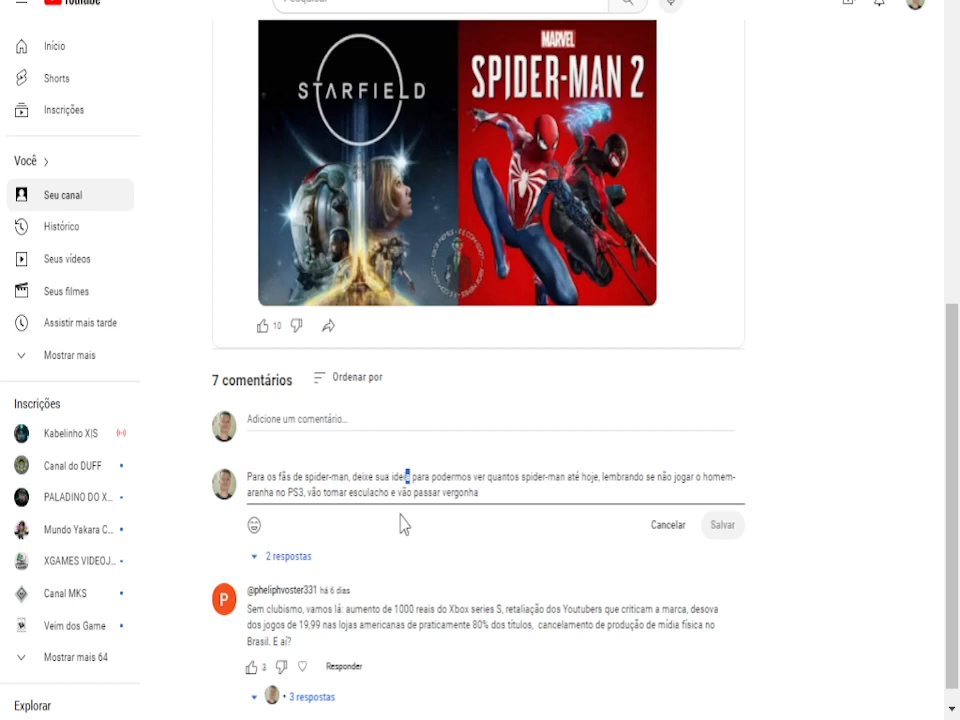 YouTube
Início
Shorts
Inscrições
Você
Seu canal
Histórico
Seus vídeos
Seus filmes
Assistir mais tarde
Mostrar mais
Inscrições
Kabelinho X|S
Canal do DUFF
PALADINO DO X...
Mundo Yakara C...
XGAMES VIDEOJ...
Canal MKS
Veim dos Game
Mostrar mais 64
Explorar
STARFIELD
MARVEL
SPIDER-MAN 2
10
7 comentários
Ordenar por
Adicione um comentário...
Para os fãs de spider-man, deixe sua ideia para podermos ver quantos spider-man até hoje, lembrando se não jogar o homem-
aranha no PS3, vão tomar esculacho e vão passar vergonha
Cancelar
Salvar
2 respostas
P
@pheliphvoster331 há 6 dias
Sem clubismo, vamos lá: aumento de 1000 reais do Xbox series S, retaliação dos Youtubers que criticam a marca, desova
dos jogos de 19,99 nas lojas americanas de praticamente 80% dos títulos, cancelamento de produção de mídia física no
Brasil. E aí?
3
Responder
• 3 respostas